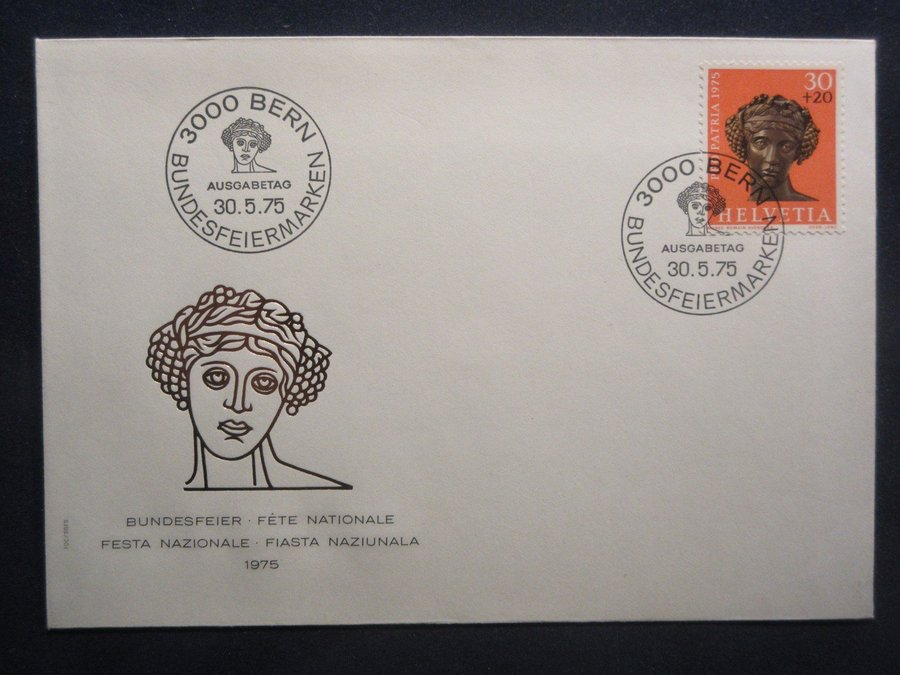 3000 BERN
AUSGABETAG
30.5.75
BUNDESFEIERMARKEN
PRO PATRIA 1975
30
+20
HELVETIA
3000 BERN
AUSGABETAG
30.5.75
BUNDESFEIERMARKEN
BUNDESFEIER · FÊTE NATIONALE
FESTA NAZIONALE · FIASTA NAZIUNALA
1975